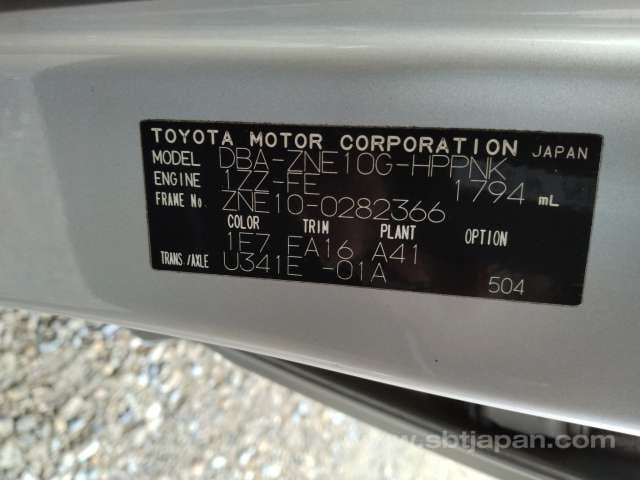 TOYOTA MOTOR CORPORATION JAPAN
MODEL DBA-ZNE10G-HPPNK
ENGINE 1ZZ-FE 1794 mL
FRAME No. ZNE10-0282366
COLOR TRIM PLANT OPTION
1E7 FA16 A41
TRANS./AXLE U341E -01A
504
www.sbtjapan.com